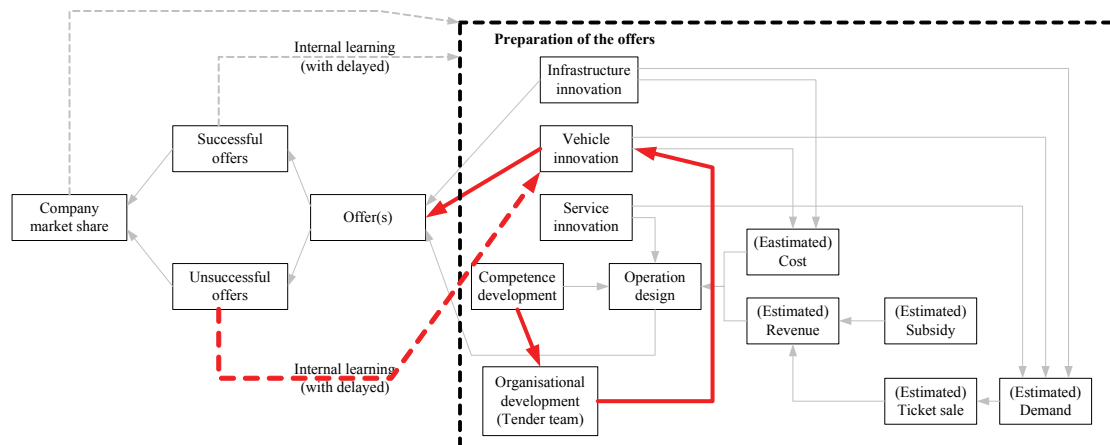 Preparation of the offers
Internal learning
(with delayed)
Infrastructure
innovation
Successful
offers
Vehicle
innovation
Company
market share
Offer(s)
Service
innovation
(Eastimated)
Cost
Unsuccessful
offers
Competence
development
Operation
design
(Estimated)
Revenue
(Estimated)
Subsidy
Internal learning
(with delayed)
Organisational
development
(Tender team)
(Estimated)
Ticket sale
(Estimated)
Demand